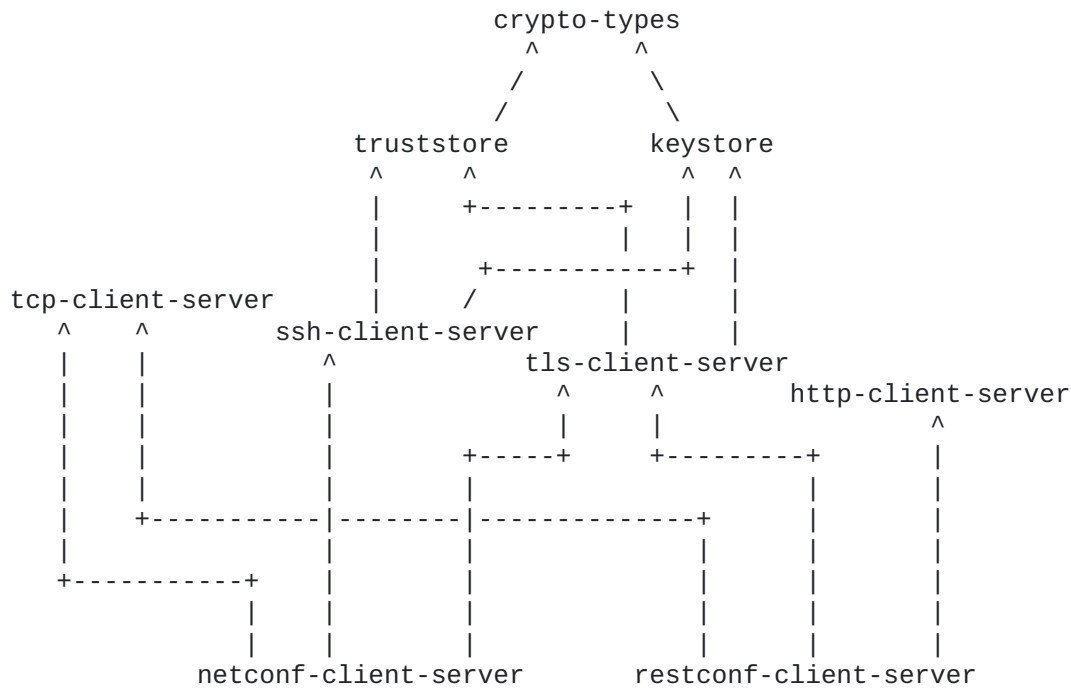 crypto-types
truststore keystore
tcp-client-server
ssh-client-server
tls-client-server
http-client-server
netconf-client-server restconf-client-server